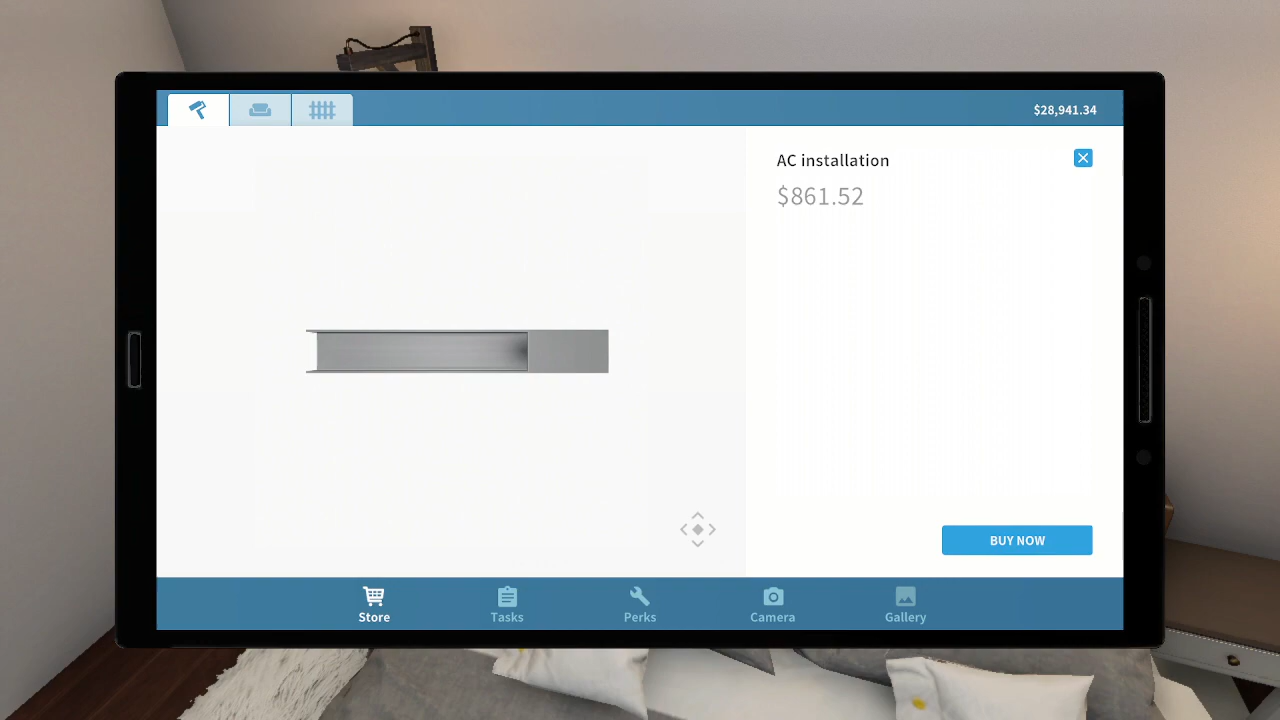 $28,941.34
AC installation
$861.52
BUY NOW
Store
Tasks
Perks
Camera
Gallery